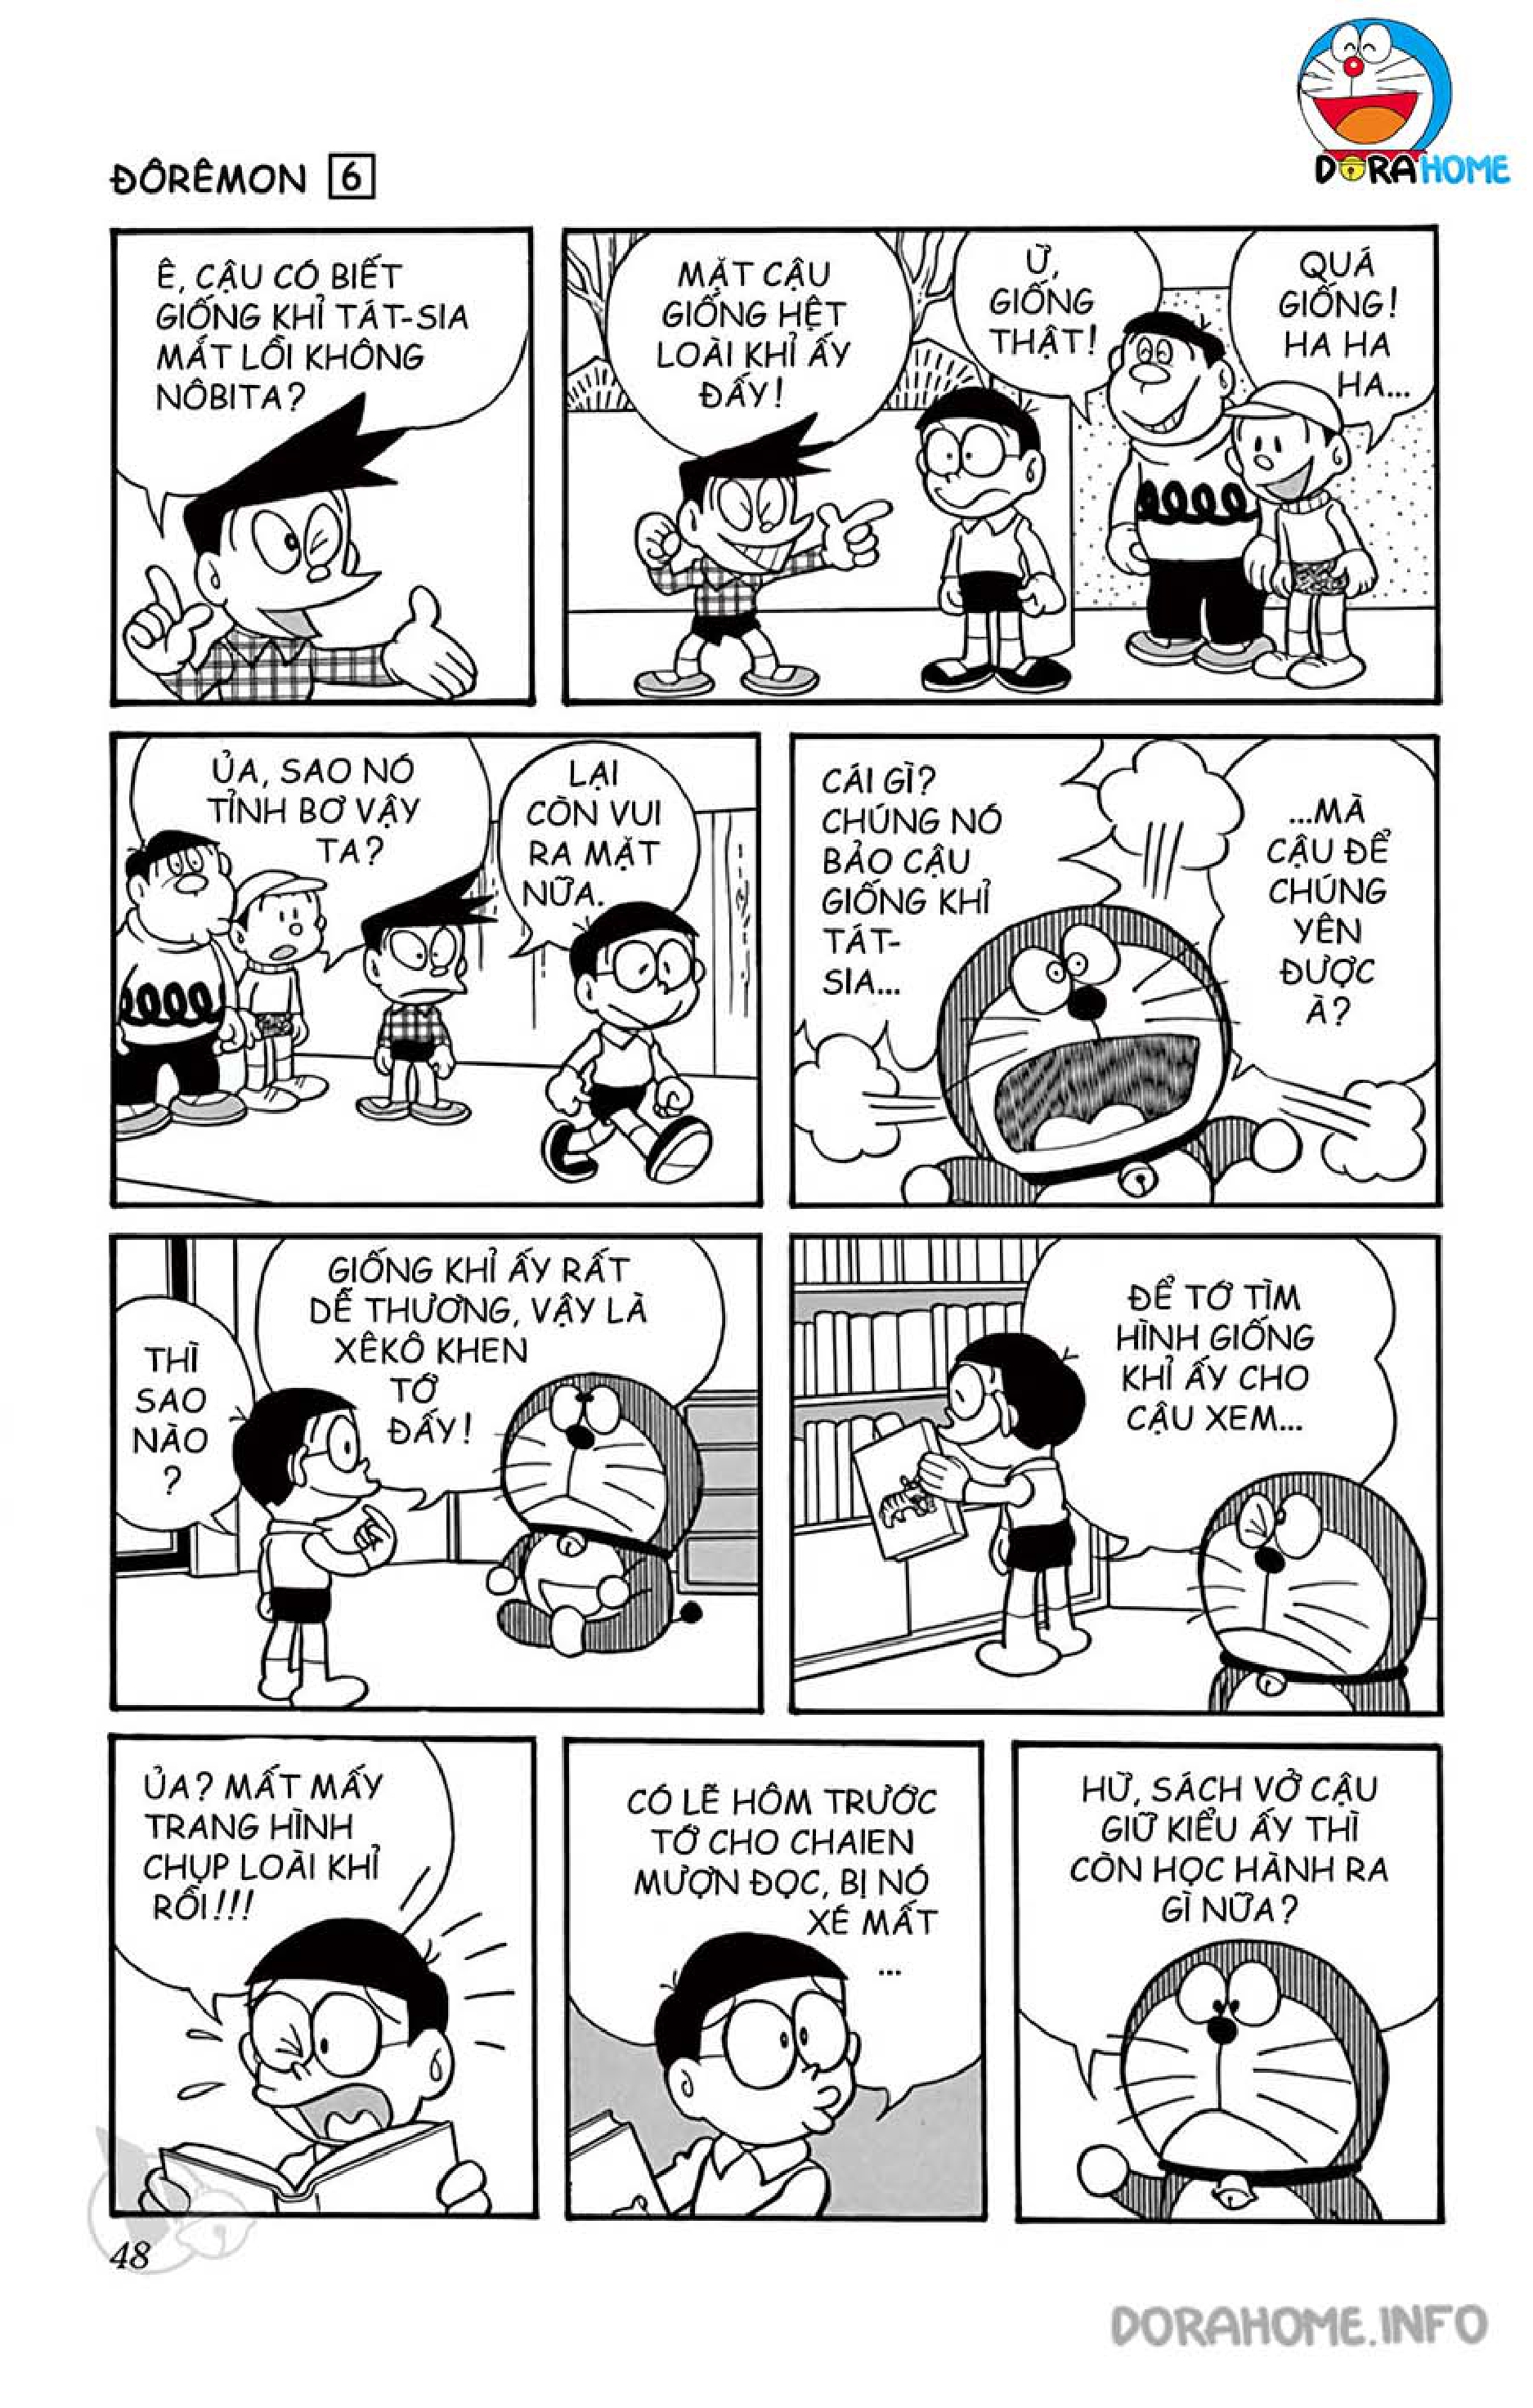 DORAHOME
ĐÔRÊMON 6
Ê, CẬU CÓ BIẾT
GIỐNG KHỈ TÁT-SIA
MẮT LỒI KHÔNG
NÔBITA?
MẶT CẬU
GIỐNG HỆT
LOÀI KHỈ ẤY
ĐẤY!
Ừ,
GIỐNG
THẬT!
QUÁ
GIỐNG!
HA HA
HA...
ỦA, SAO NÓ
TỈNH BƠ VẬY
TA?
LẠI
CÒN VUI
RA MẶT
NỮA.
CÁI GÌ?
CHÚNG NÓ
BẢO CẬU
GIỐNG KHỈ
TÁT-
SIA...
...MÀ
CẬU ĐỂ
CHÚNG
YÊN
ĐƯỢC
À?
THÌ
SAO
NÀO
?
GIỐNG KHỈ ẤY RẤT
DỄ THƯƠNG, VẬY LÀ
XÊKÔ KHEN
TỚ
ĐẤY!
ĐỂ TỚ TÌM
HÌNH GIỐNG
KHỈ ẤY CHO
CẬU XEM...
ỦA? MẤT MẤY
TRANG HÌNH
CHỤP LOÀI KHỈ
RỒI!!!
CÓ LẼ HÔM TRƯỚC
TỚ CHO CHAIEN
MƯỢN ĐỌC, BỊ NÓ
XÉ MẤT
...
HỪ, SÁCH VỞ CẬU
GIỮ KIỂU ẤY THÌ
CÒN HỌC HÀNH RA
GÌ NỮA?
48
DORAHOME.INFO